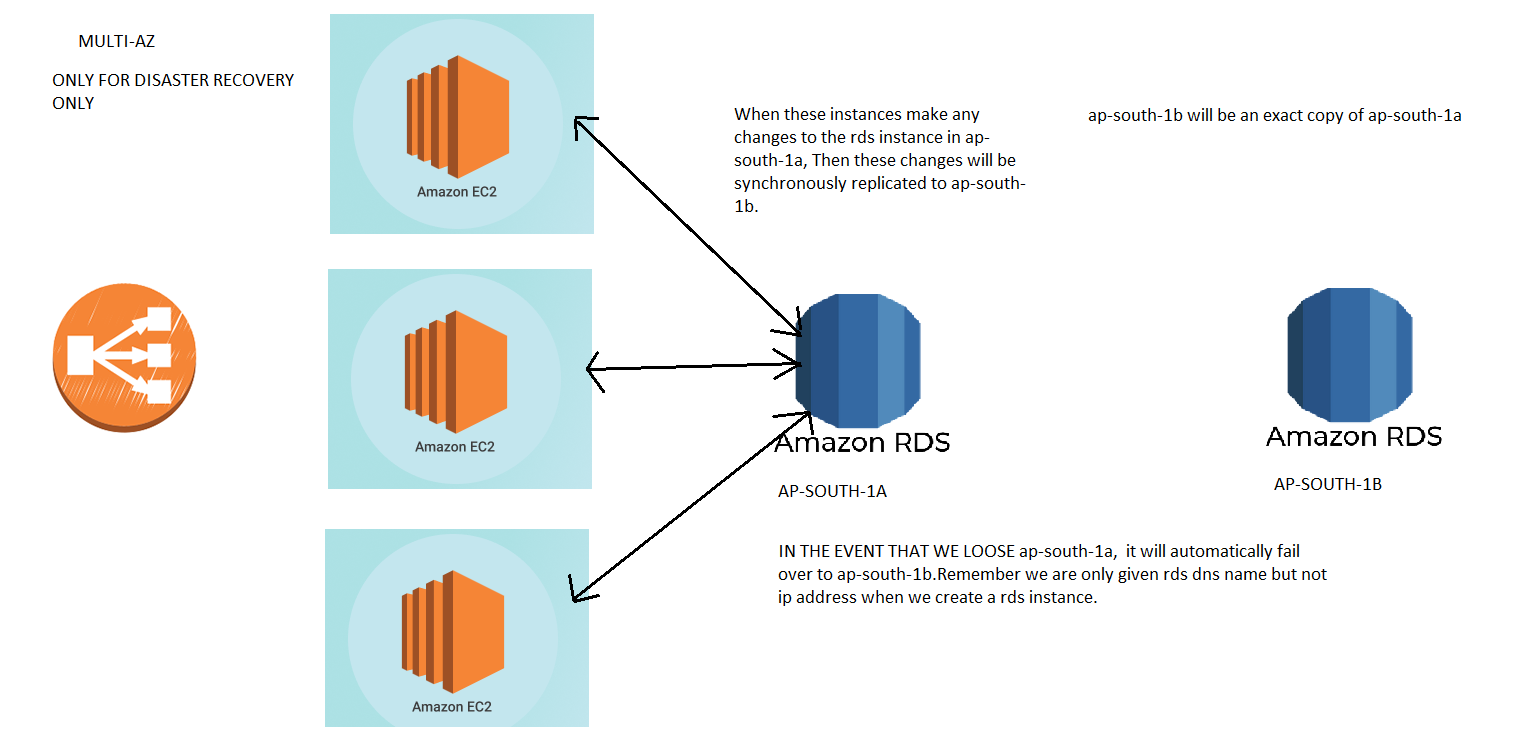 MULTI-AZ
ONLY FOR DISASTER RECOVERY
ONLY
Amazon EC2
When these instances make any
changes to the rds instance in ap-
south-1a, Then these changes will be
synchronously replicated to ap-south-
1b.
ap-south-1b will be an exact copy of ap-south-1a
Amazon EC2
Amazon RDS
AP-SOUTH-1A
Amazon RDS
AP-SOUTH-1B
IN THE EVENT THAT WE LOOSE ap-south-1a,  it will automatically fail
over to ap-south-1b.Remember we are only given rds dns name but not
ip address when we create a rds instance.
Amazon EC2